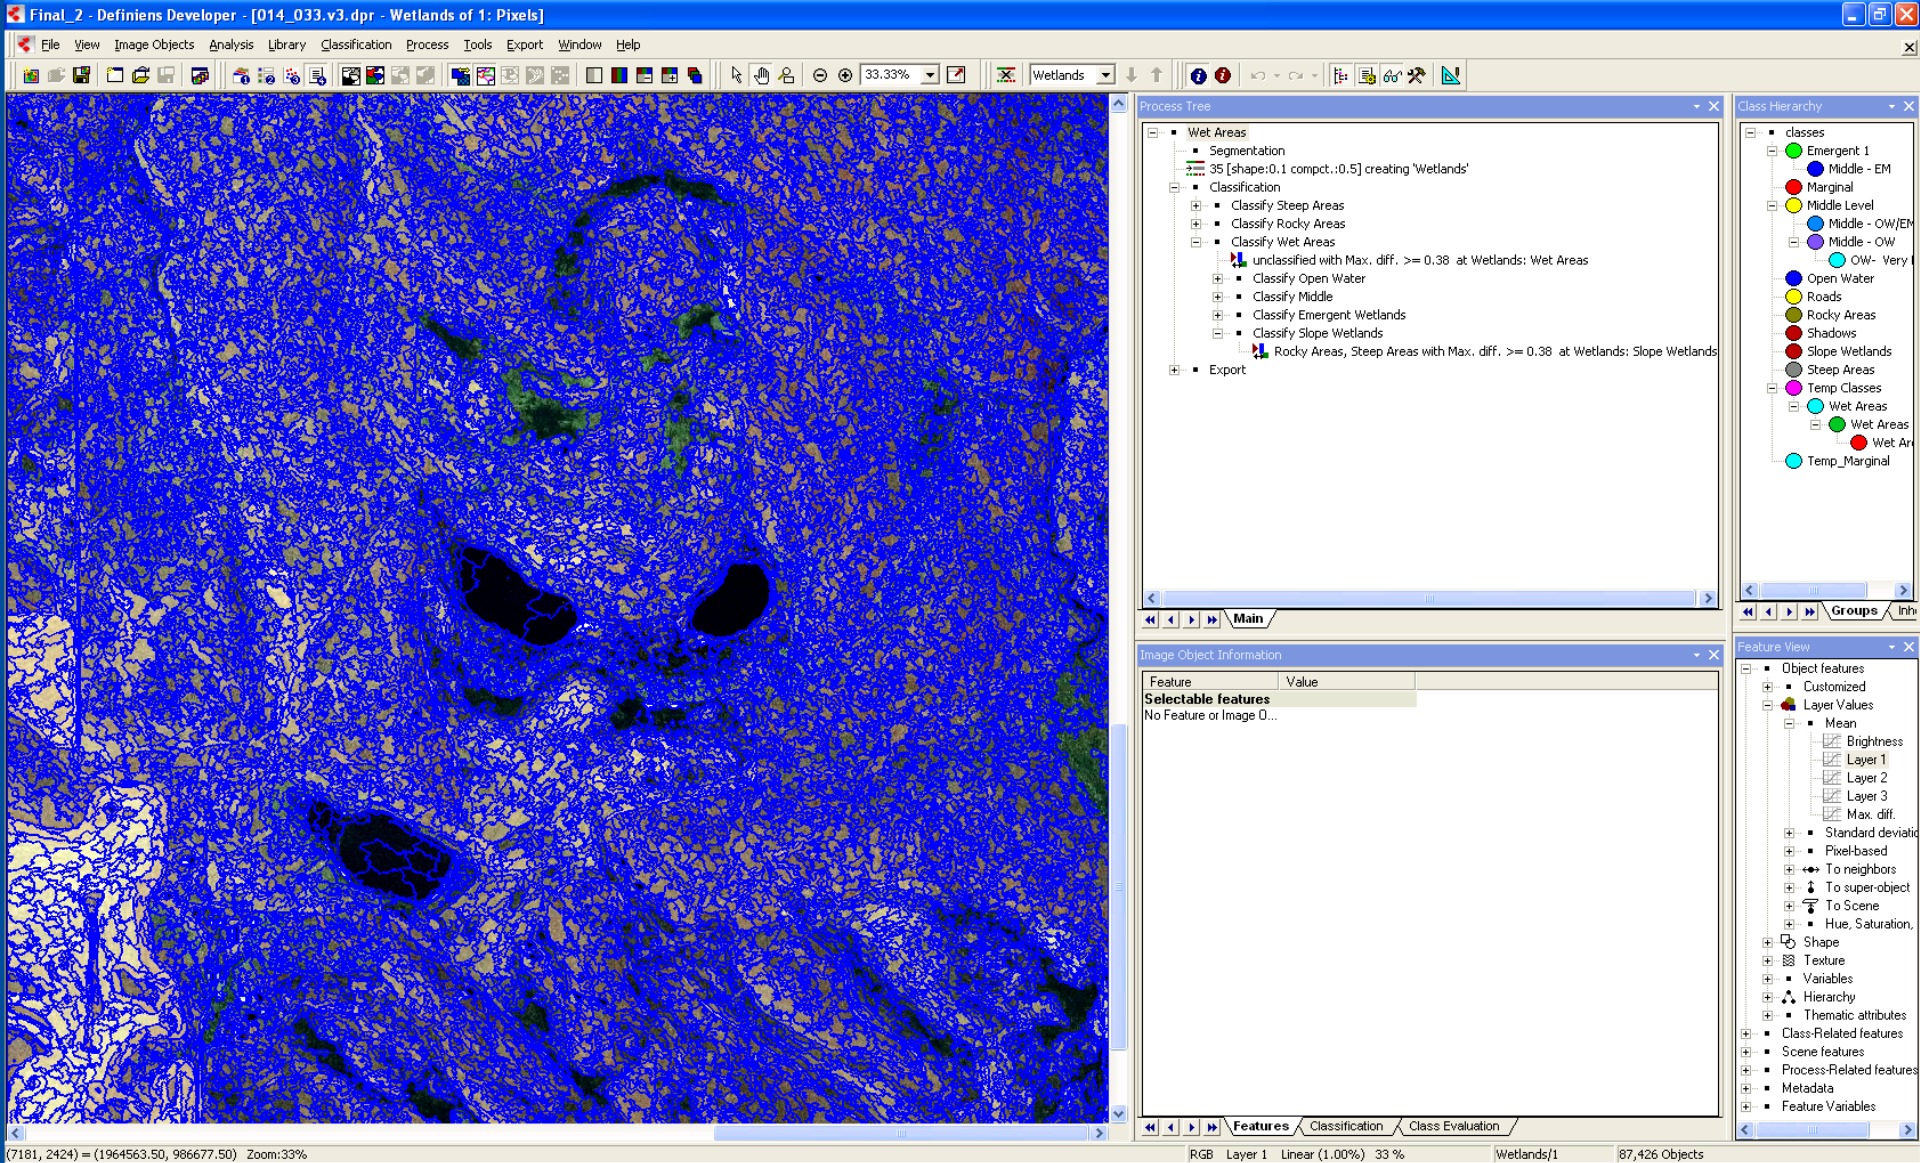 Final_2 - Definiens Developer - [014_033.v3.dpr - Wetlands of 1: Pixels]
File View Image Objects Analysis Library Classification Process Tools Export Window Help
33.33% Wetlands
Process Tree
Wet Areas
Segmentation
35 [shape:0.1 compct.:0.5] creating 'Wetlands'
Classification
Classify Steep Areas
Classify Rocky Areas
Classify Wet Areas
unclassified with Max. diff. >= 0.38 at Wetlands: Wet Areas
Classify Open Water
Classify Middle
Classify Emergent Wetlands
Classify Slope Wetlands
Rocky Areas, Steep Areas with Max. diff. >= 0.38 at Wetlands: Slope Wetlands
Export
Main
Class Hierarchy
classes
Emergent 1
Middle - EM
Marginal
Middle Level
Middle - OW/EM
Middle - OW
OW- Very
Open Water
Roads
Rocky Areas
Shadows
Slope Wetlands
Steep Areas
Temp Classes
Wet Areas
Wet Areas
Wet Ar
Temp_Marginal
Groups Inh
Image Object Information
Feature Value
Selectable features
No Feature or Image O...
Features Classification Class Evaluation
Feature View
Object features
Customized
Layer Values
Mean
Brightness
Layer 1
Layer 2
Layer 3
Max. diff.
Standard deviatio
Pixel-based
To neighbors
To super-object
To Scene
Hue, Saturation,
Shape
Texture
Variables
Hierarchy
Thematic attributes
Class-Related features
Scene features
Process-Related features
Metadata
Feature Variables
(7181, 2424) = (1964563.50, 986677.50) Zoom:33%
RGB Layer 1 Linear (1.00%) 33 % Wetlands/1 87,426 Objects